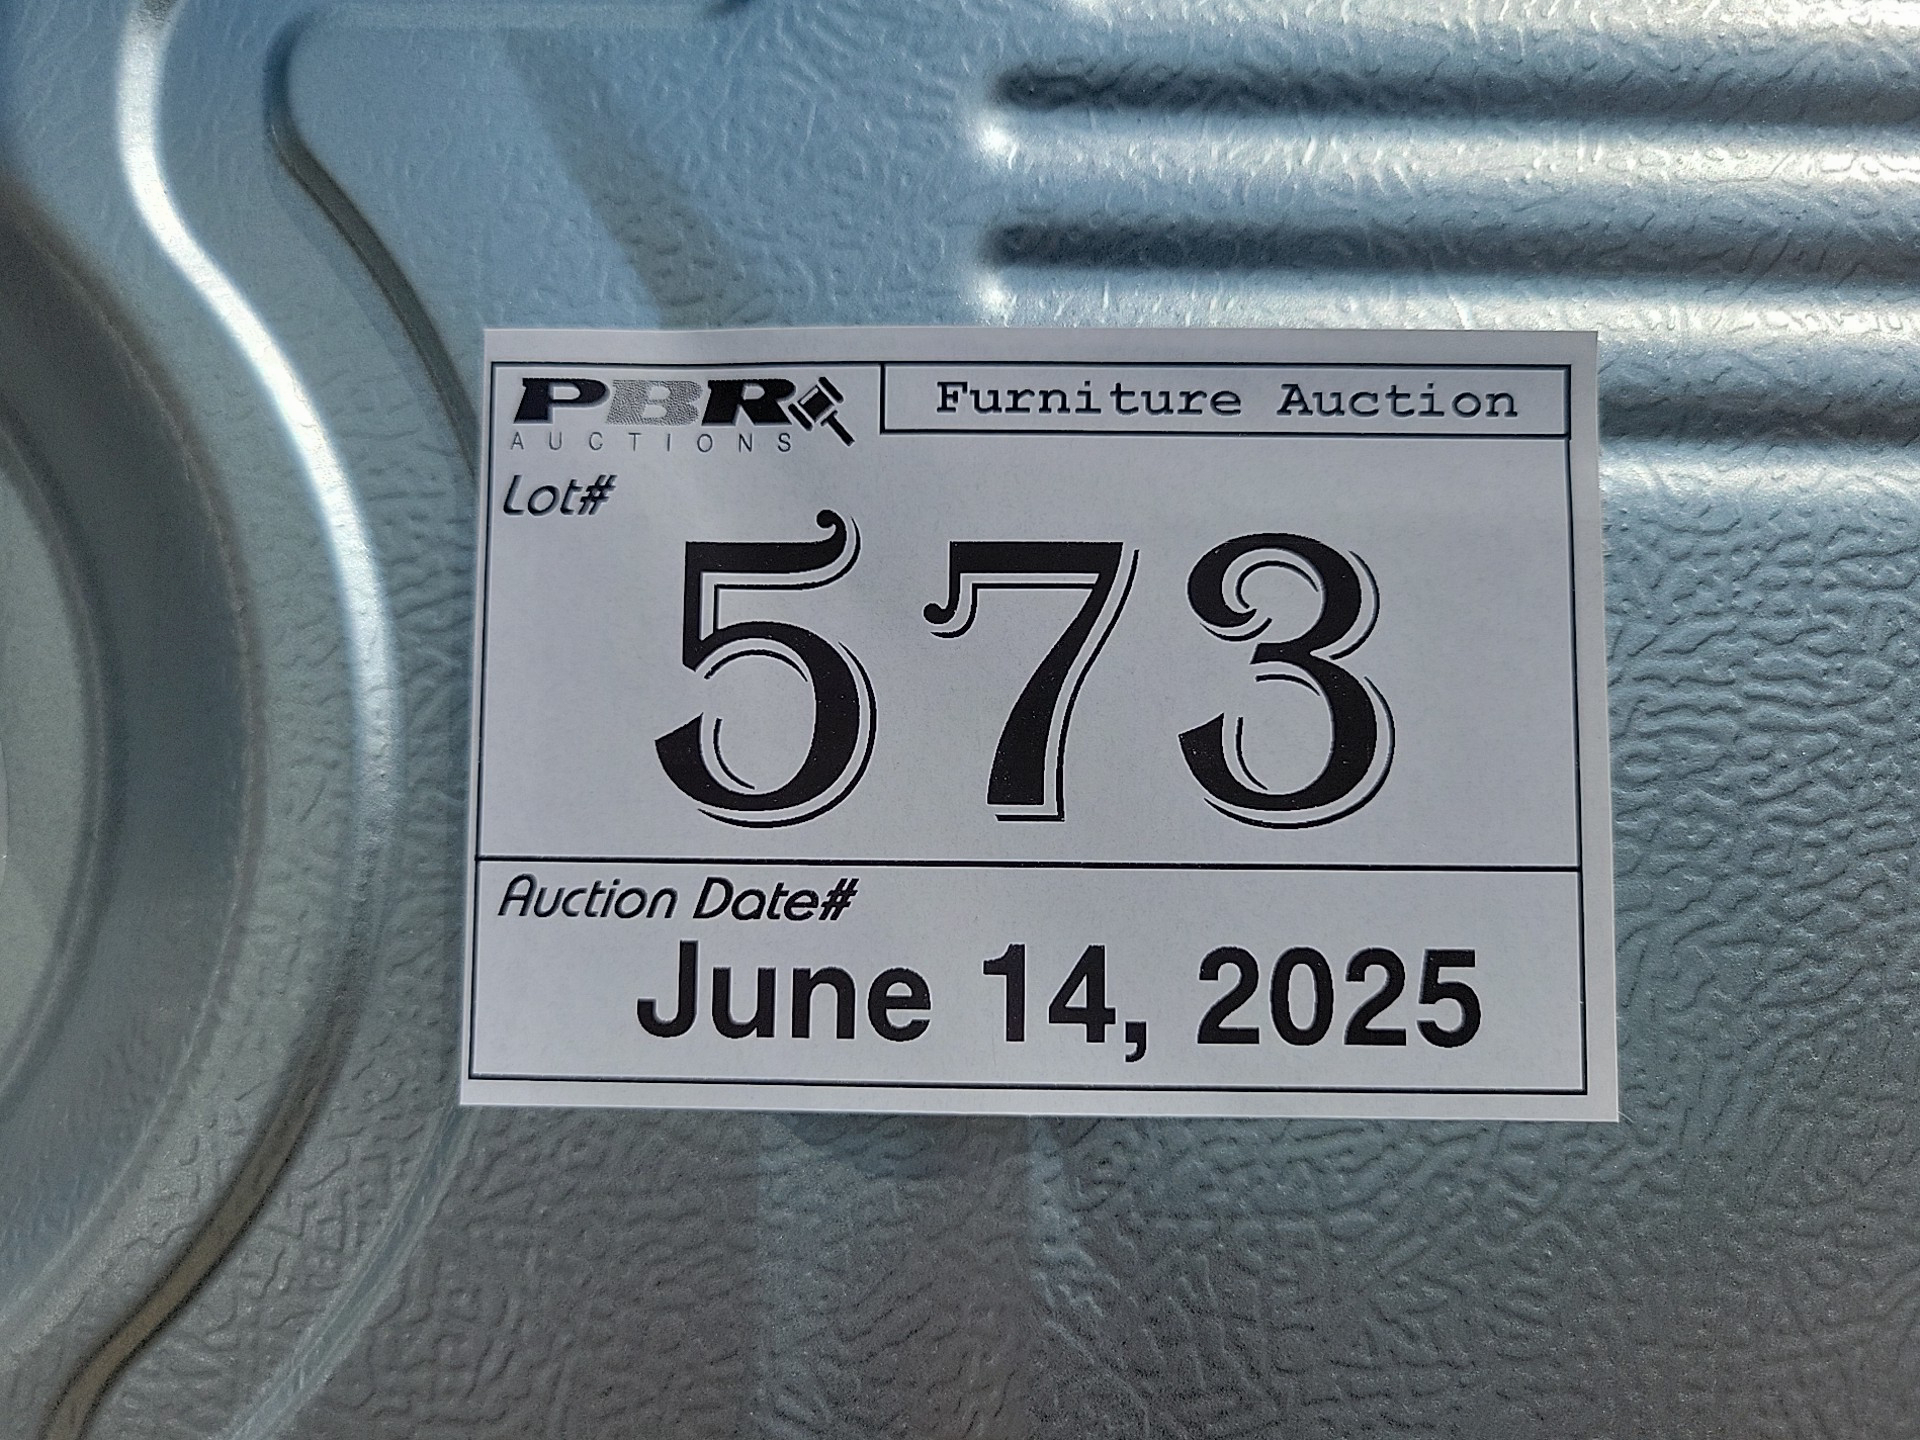 PBR
AUCTIONS
Furniture Auction
Lot#
573
Auction Date#
June 14, 2025